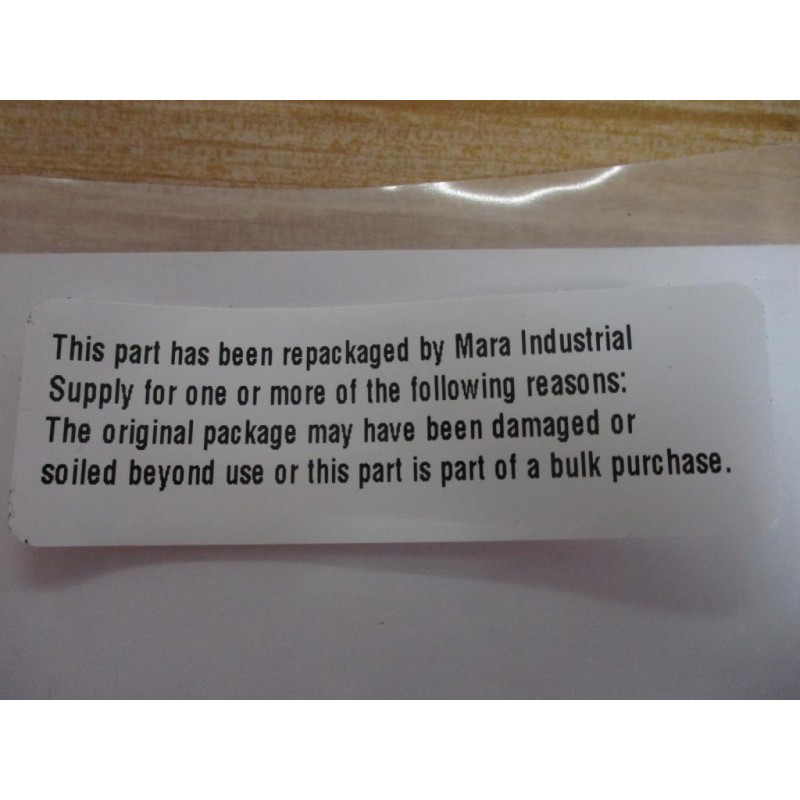 This part has been repackaged by Mara Industrial
Supply for one or more of the following reasons:
The original package may have been damaged or
soiled beyond use or this part is part of a bulk purchase.